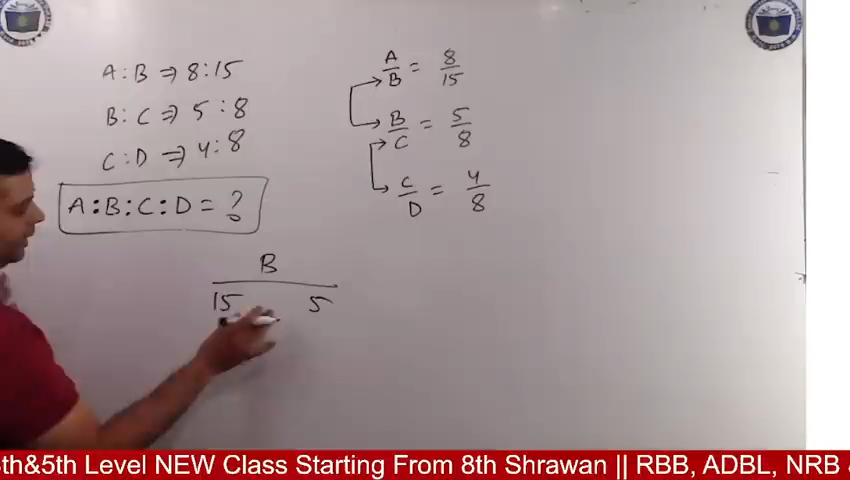 A:B ⇒ 8:15
B:C ⇒ 5:8
C:D ⇒ 4:8
A:B:C:D = ?
A/B = 8/15
B/C = 5/8
C/D = 4/8
B
15 5
5th Level NEW Class Starting From 8th Shrawan || RBB, ADBL, NRB